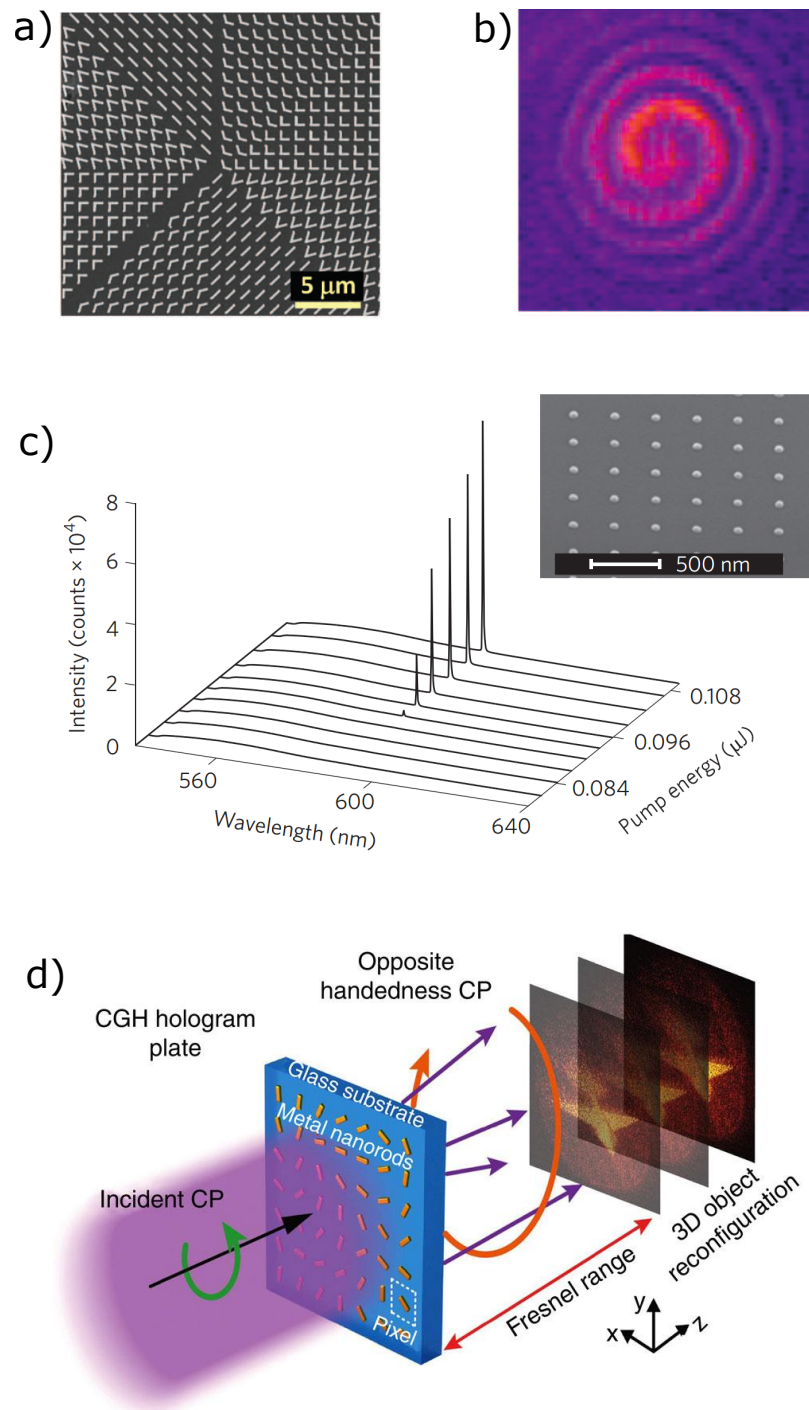 a)
b)
5 μm
c)
500 nm
Intensity (counts × 10⁴)
8
6
4
2
0
560
600
640
Wavelength (nm)
0.108
0.096
0.084
Pump energy (μJ)
d)
Opposite
handedness CP
CGH hologram
plate
Glass substrate
Metal nanorods
Incident CP
Pixel
Fresnel range
3D object
reconfiguration
y
x
z